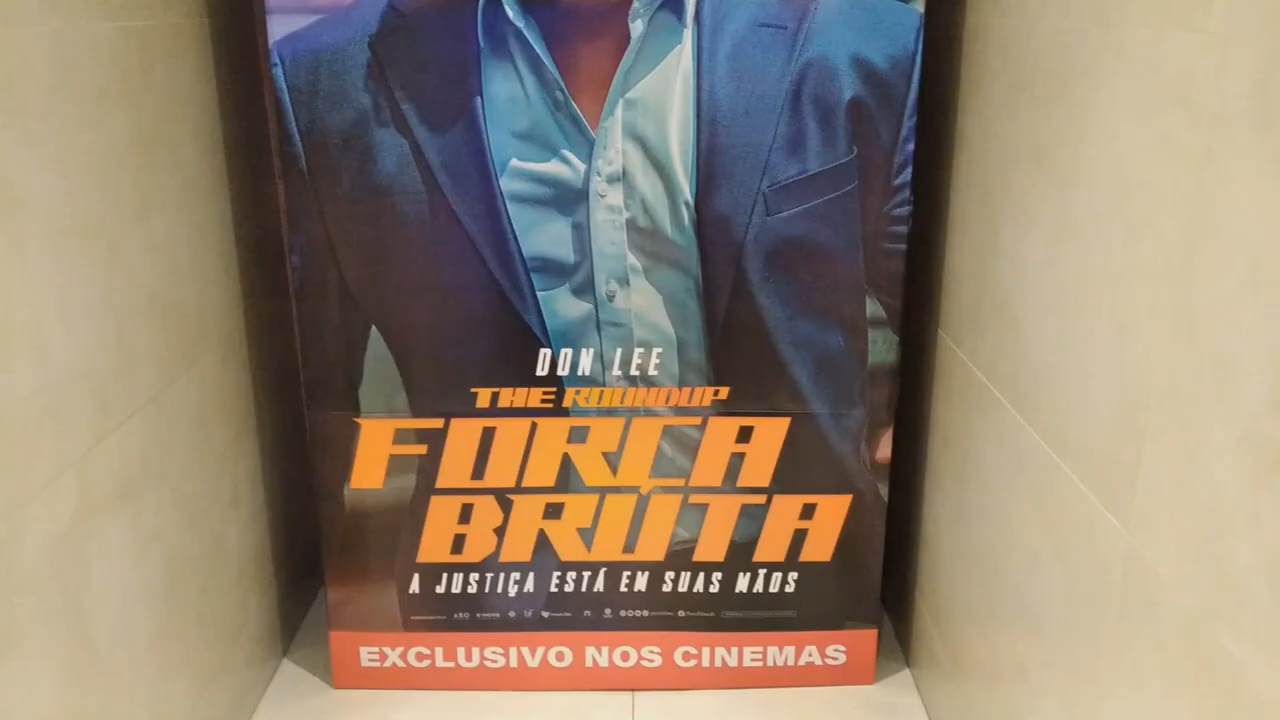 DON LEE
THE ROUNDUP
FORÇA
BRUTA
A JUSTIÇA ESTÁ EM SUAS MÃOS
EXCLUSIVO NOS CINEMAS